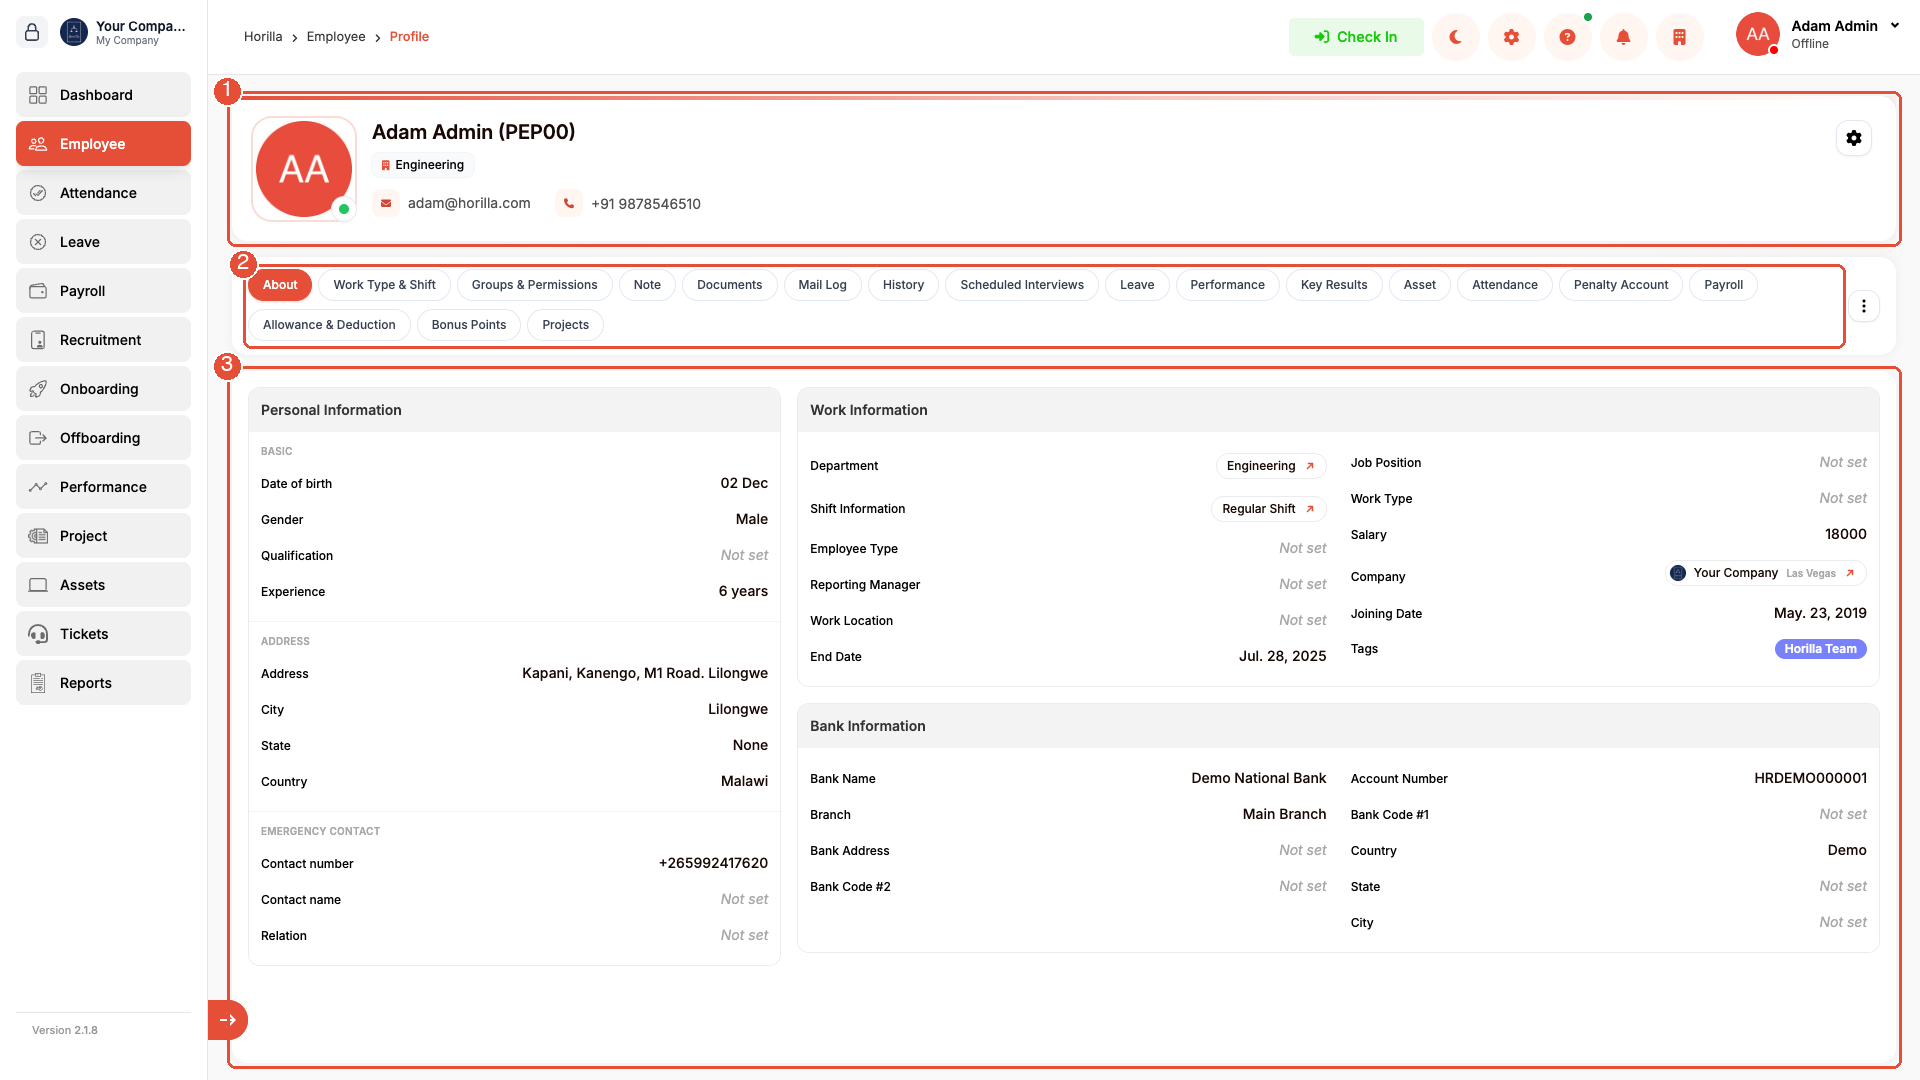 Your Compa...
My Company
Dashboard
Employee
Attendance
Leave
Payroll
Recruitment
Onboarding
Offboarding
Performance
Project
Assets
Tickets
Reports
Version 2.1.8
Horilla > Employee > Profile
Check In
?
AA
Adam Admin
Offline
1
AA
Adam Admin (PEP00)
Engineering
adam@horilla.com
+91 9878546510
2
About
Work Type & Shift
Groups & Permissions
Note
Documents
Mail Log
History
Scheduled Interviews
Leave
Performance
Key Results
Asset
Attendance
Penalty Account
Payroll
Allowance & Deduction
Bonus Points
Projects
3
Personal Information
BASIC
Date of birth 02 Dec
Gender Male
Qualification Not set
Experience 6 years
ADDRESS
Address Kapani, Kanengo, M1 Road. Lilongwe
City Lilongwe
State None
Country Malawi
EMERGENCY CONTACT
Contact number +265992417620
Contact name Not set
Relation Not set
Work Information
Department Engineering
Shift Information Regular Shift
Employee Type Not set
Reporting Manager Not set
Work Location Not set
End Date Jul. 28, 2025
Job Position Not set
Work Type Not set
Salary 18000
Company Your Company Las Vegas
Joining Date May. 23, 2019
Tags Horilla Team
Bank Information
Bank Name Demo National Bank
Branch Main Branch
Bank Address Not set
Bank Code #2 Not set
Account Number HRDEMO000001
Bank Code #1 Not set
Country Demo
State Not set
City Not set